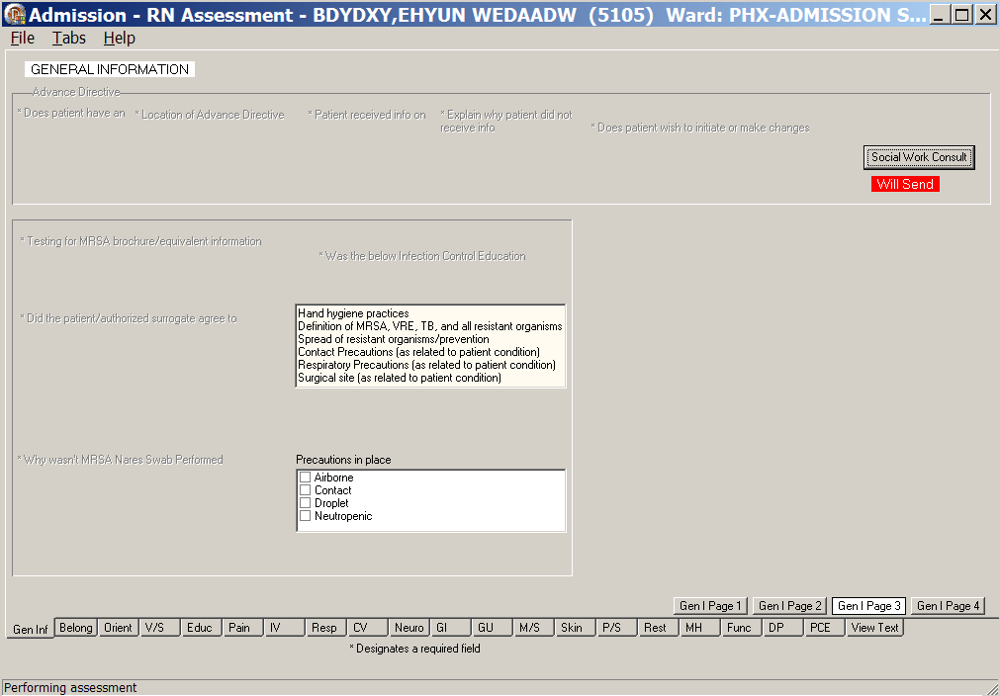 Admission - RN Assessment - BDYDXY,EHYUN WEDAADW (5105) Ward: PHX-ADMISSION S...
File Tabs Help
GENERAL INFORMATION
Advance Directive
* Does patient have an
* Location of Advance Directive
* Patient received info on
* Explain why patient did not
receive info
* Does patient wish to initiate or make changes
Social Work Consult
Will Send
* Testing for MRSA brochure/equivalent information
* Was the below Infection Control Education
* Did the patient/authorized surrogate agree to
Hand hygiene practices
Definition of MRSA, VRE, TB, and all resistant organisms
Spread of resistant organisms/prevention
Contact Precautions (as related to patient condition)
Respiratory Precautions (as related to patient condition)
Surgical site (as related to patient condition)
* Why wasn't MRSA Nares Swab Performed
Precautions in place
Airborne
Contact
Droplet
Neutropenic
Gen I Page 1 Gen I Page 2 Gen I Page 3 Gen I Page 4
Gen Inf Belong Orient V/S Educ Pain IV Resp CV Neuro GI GU M/S Skin P/S Rest MH Func DP PCE View Text
* Designates a required field
Performing assessment